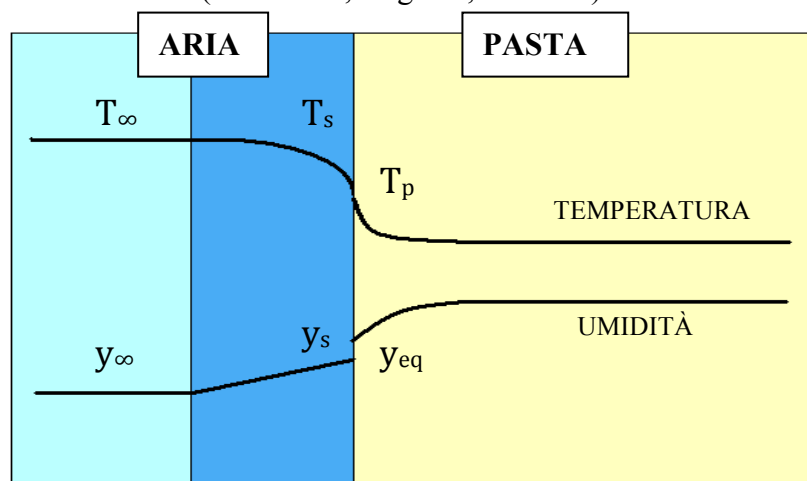 ARIA PASTA
T∞ Ts
Tp
TEMPERATURA
ys
UMIDITÀ
y∞ yeq